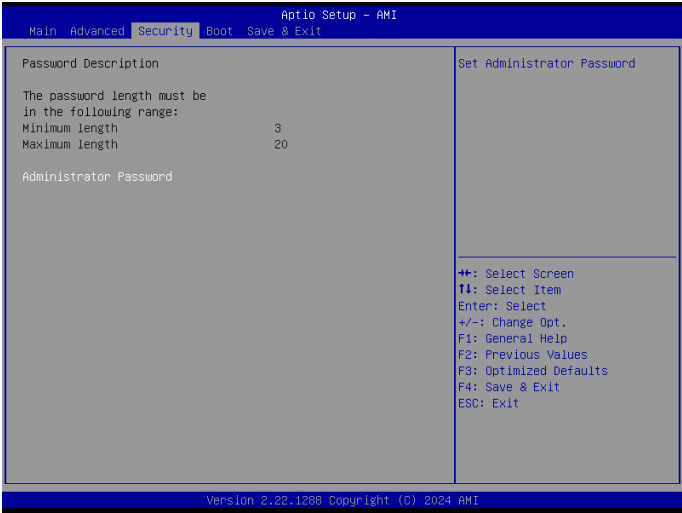 Aptio Setup – AMI
Main Advanced Security Boot Save & Exit
Password Description
The password length must be
in the following range:
Minimum length 3
Maximum length 20
Administrator Password
Set Administrator Password
→←: Select Screen
↑↓: Select Item
Enter: Select
+/-: Change Opt.
F1: General Help
F2: Previous Values
F3: Optimized Defaults
F4: Save & Exit
ESC: Exit
Version 2.22.1288 Copyright (C) 2024 AMI